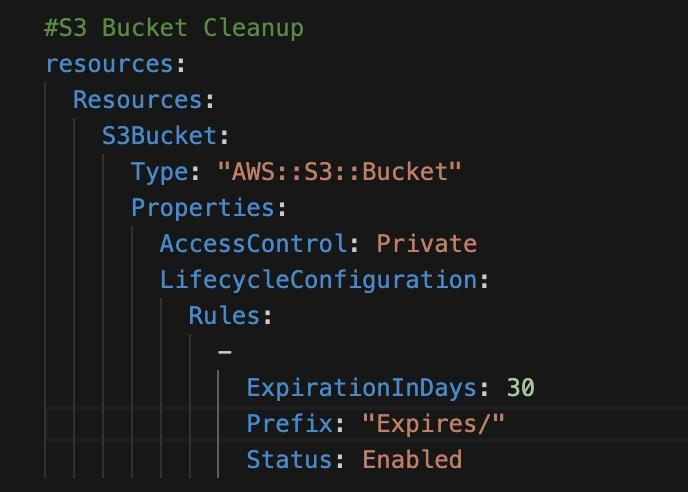 #S3 Bucket Cleanup
resources:
Resources:
S3Bucket:
Type: "AWS::S3::Bucket"
Properties:
AccessControl: Private
LifecycleConfiguration:
Rules:
-
ExpirationInDays: 30
Prefix: "Expires/"
Status: Enabled